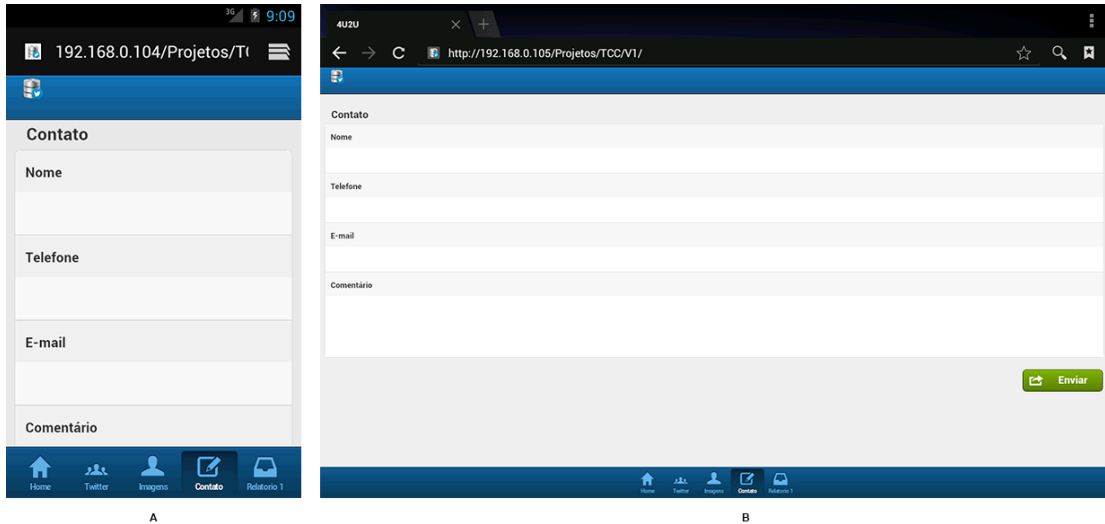 3G 9:09
192.168.0.104/Projetos/T
Contato
Nome
Telefone
E-mail
Comentário
Home Twitter Imagens Contato Relatorio 1
A
4U2U
http://192.168.0.105/Projetos/TCC/V1/
Contato
Nome
Telefone
E-mail
Comentário
Enviar
Home Twitter Imagens Contato Relatorio 1
B